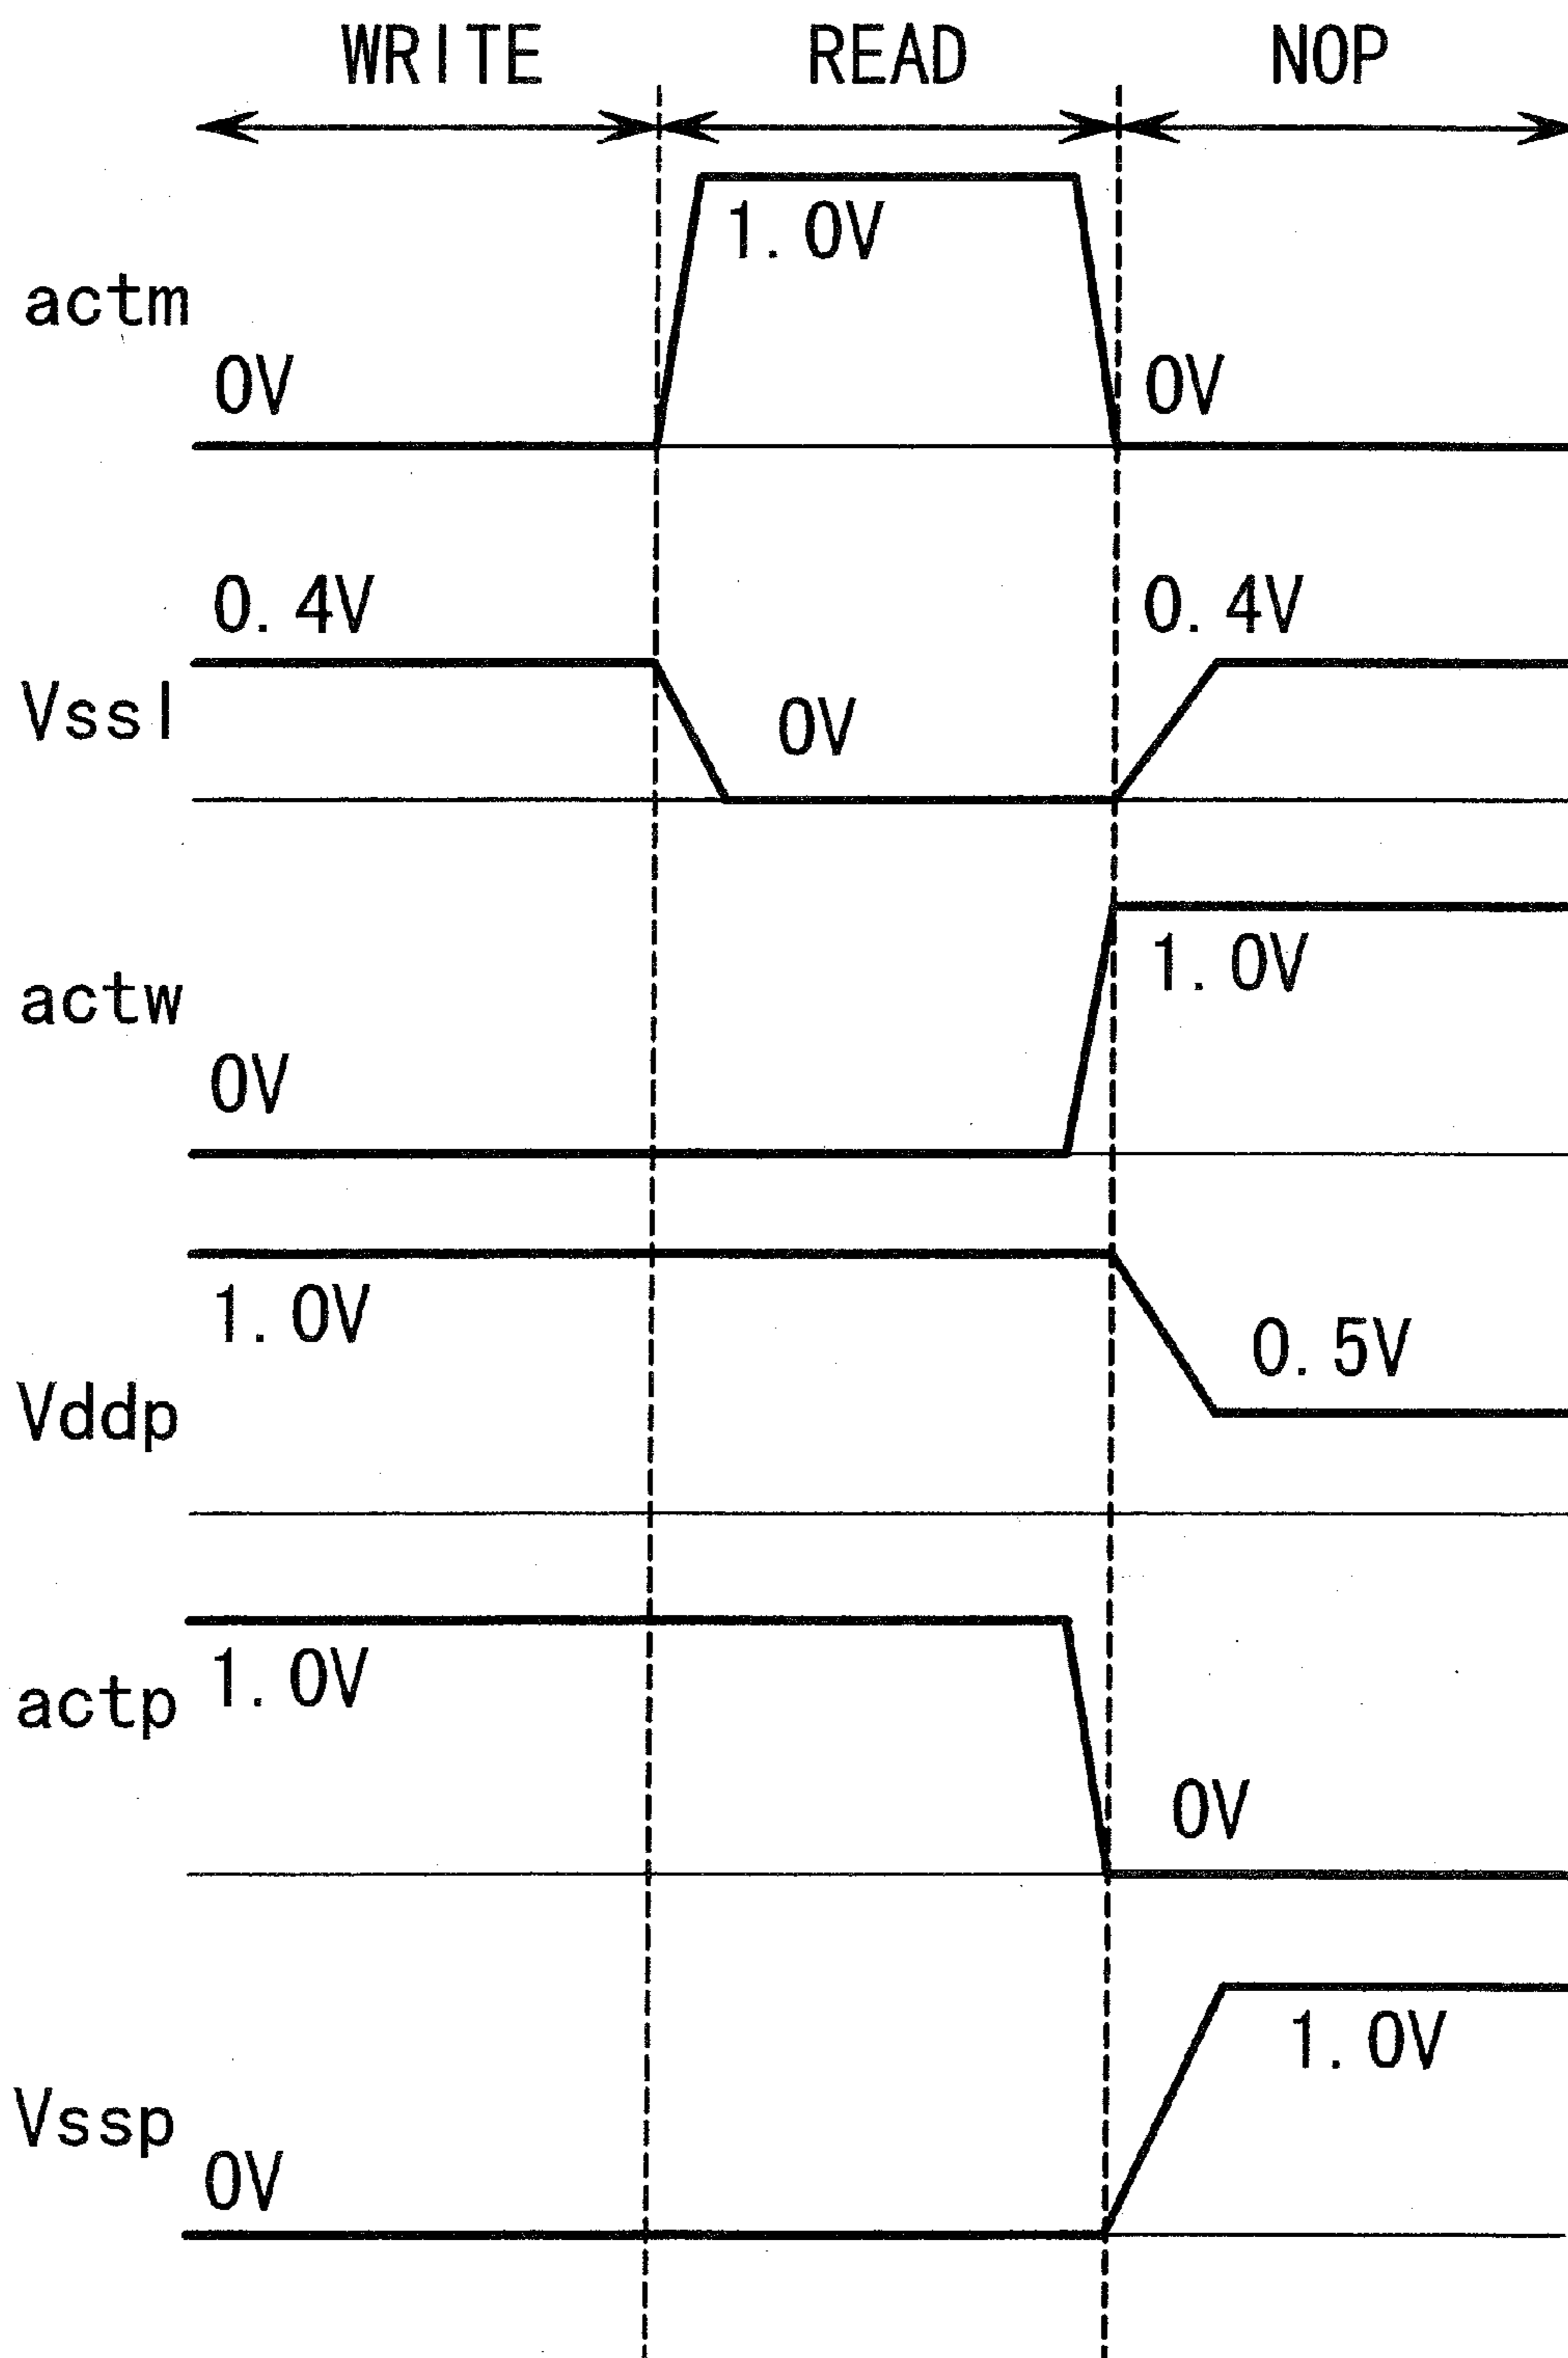 WRITE READ NOP
1.0V
actm
0V 0V
0.4V 0.4V
Vssl 0V
1.0V
actw
0V
1.0V
0.5V
Vddp
1.0V
actp
0V
1.0V
Vssp
0V